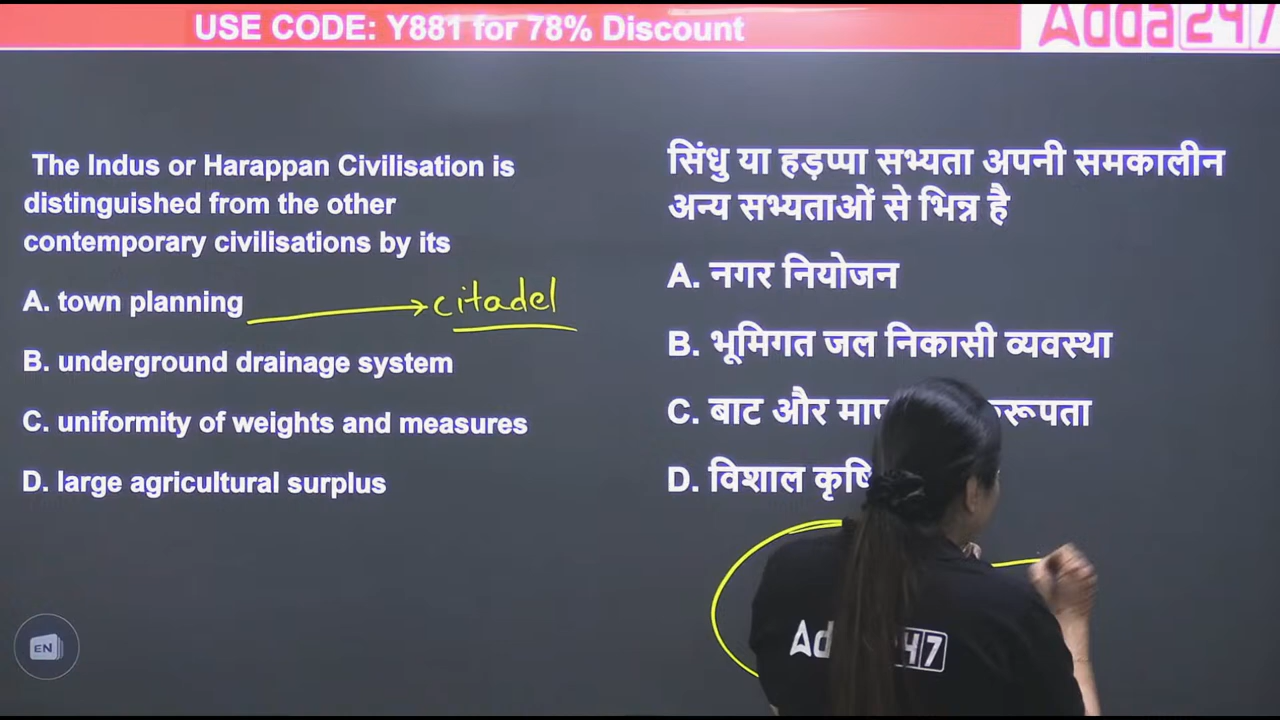 USE CODE: Y881 for 78% Discount
Adda247
The Indus or Harappan Civilisation is
distinguished from the other
contemporary civilisations by its
A. town planning
citadel
B. underground drainage system
C. uniformity of weights and measures
D. large agricultural surplus
सिंधु या हड़प्पा सभ्यता अपनी समकालीन
अन्य सभ्यताओं से भिन्न है
A. नगर नियोजन
B. भूमिगत जल निकासी व्यवस्था
C. बाट और
D. विशाल
EN